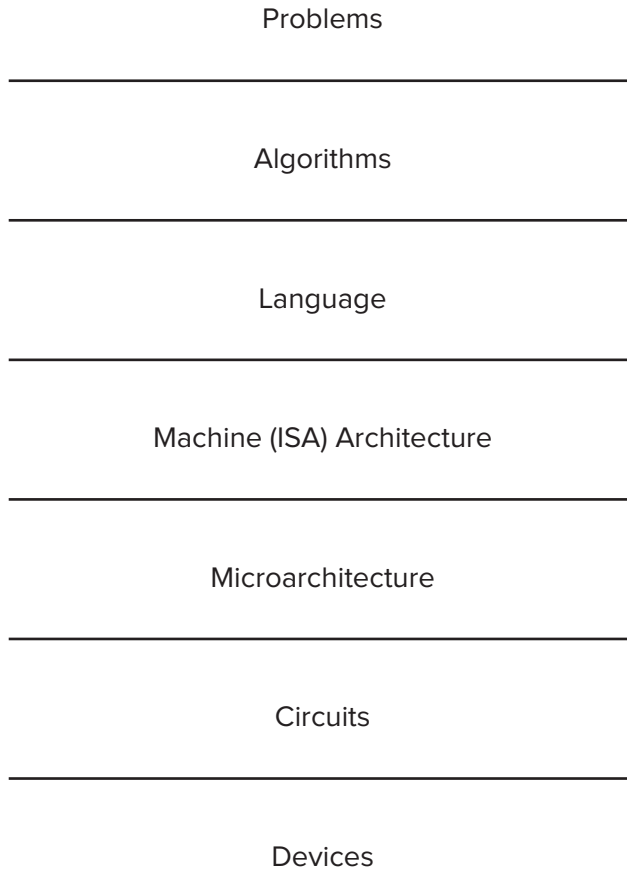 Problems
Algorithms
Language
Machine (ISA) Architecture
Microarchitecture
Circuits
Devices